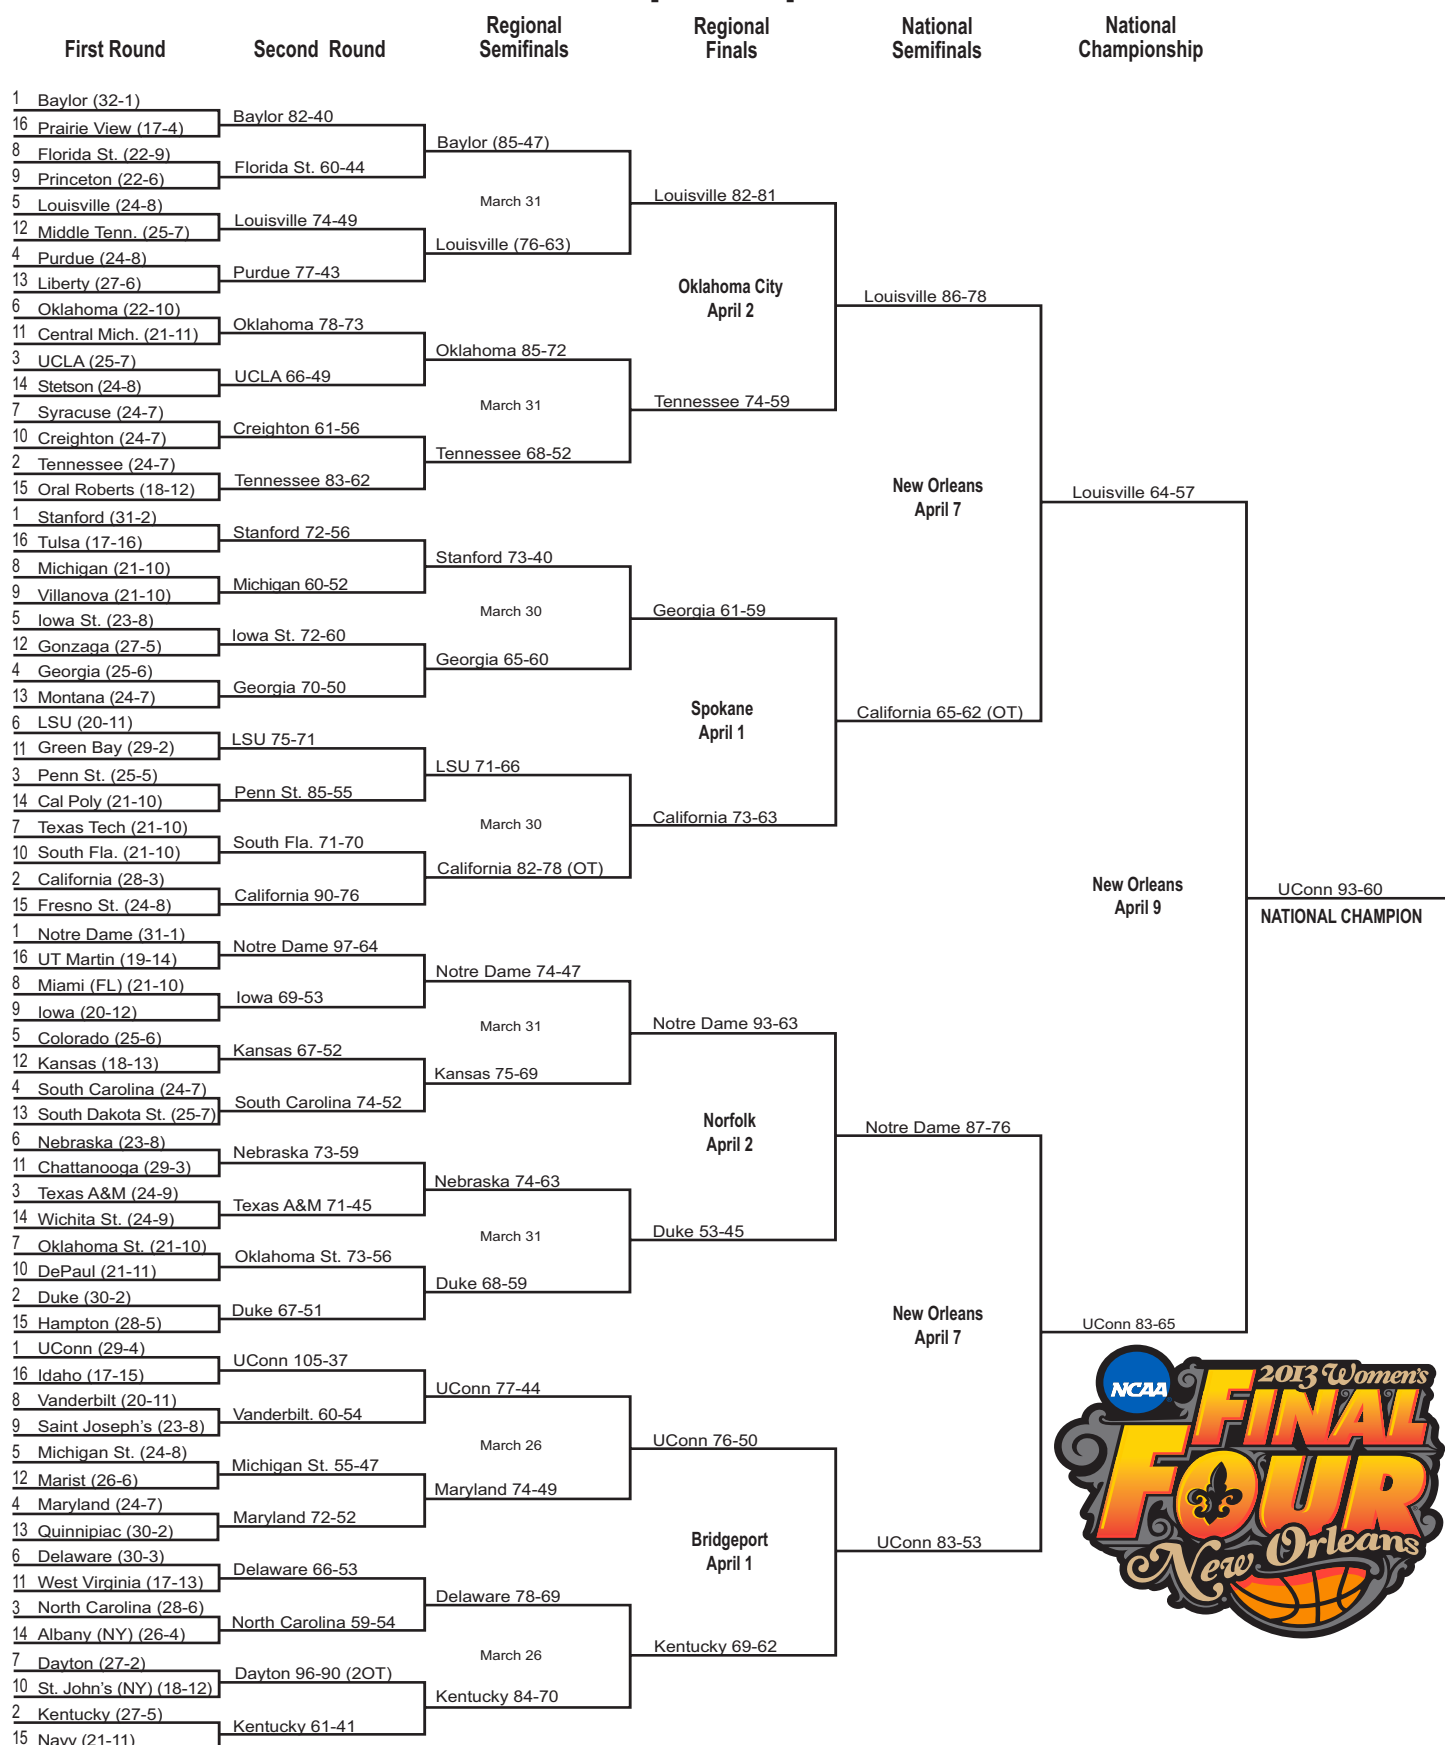 First Round
Second Round
Regional
Semifinals
Regional
Finals
National
Semifinals
National
Championship
1 Baylor (32-1)
16 Prairie View (17-4)
8 Florida St. (22-9)
9 Princeton (22-6)
5 Louisville (24-8)
12 Middle Tenn. (25-7)
4 Purdue (24-8)
13 Liberty (27-6)
6 Oklahoma (22-10)
11 Central Mich. (21-11)
3 UCLA (25-7)
14 Stetson (24-8)
7 Syracuse (24-7)
10 Creighton (24-7)
2 Tennessee (24-7)
15 Oral Roberts (18-12)
1 Stanford (31-2)
16 Tulsa (17-16)
8 Michigan (21-10)
9 Villanova (21-10)
5 Iowa St. (23-8)
12 Gonzaga (27-5)
4 Georgia (25-6)
13 Montana (24-7)
6 LSU (20-11)
11 Green Bay (29-2)
3 Penn St. (25-5)
14 Cal Poly (21-10)
7 Texas Tech (21-10)
10 South Fla. (21-10)
2 California (28-3)
15 Fresno St. (24-8)
1 Notre Dame (31-1)
16 UT Martin (19-14)
8 Miami (FL) (21-10)
9 Iowa (20-12)
5 Colorado (25-6)
12 Kansas (18-13)
4 South Carolina (24-7)
13 South Dakota St. (25-7)
6 Nebraska (23-8)
11 Chattanooga (29-3)
3 Texas A&M (24-9)
14 Wichita St. (24-9)
7 Oklahoma St. (21-10)
10 DePaul (21-11)
2 Duke (30-2)
15 Hampton (28-5)
1 UConn (29-4)
16 Idaho (17-15)
8 Vanderbilt (20-11)
9 Saint Joseph's (23-8)
5 Michigan St. (24-8)
12 Marist (26-6)
4 Maryland (24-7)
13 Quinnipiac (30-2)
6 Delaware (30-3)
11 West Virginia (17-13)
3 North Carolina (28-6)
14 Albany (NY) (26-4)
7 Dayton (27-2)
10 St. John's (NY) (18-12)
2 Kentucky (27-5)
15 Navy (21-11)
Baylor 82-40
Florida St. 60-44
Louisville 74-49
Purdue 77-43
Oklahoma 78-73
UCLA 66-49
Creighton 61-56
Tennessee 83-62
Stanford 72-56
Michigan 60-52
Iowa St. 72-60
Georgia 70-50
LSU 75-71
Penn St. 85-55
South Fla. 71-70
California 90-76
Notre Dame 97-64
Iowa 69-53
Kansas 67-52
South Carolina 74-52
Nebraska 73-59
Texas A&M 71-45
Oklahoma St. 73-56
Duke 67-51
UConn 105-37
Vanderbilt. 60-54
Michigan St. 55-47
Maryland 72-52
Delaware 66-53
North Carolina 59-54
Dayton 96-90 (2OT)
Kentucky 61-41
Baylor (85-47)
March 31
Louisville (76-63)
Oklahoma 85-72
March 31
Tennessee 68-52
Stanford 73-40
March 30
Georgia 65-60
LSU 71-66
March 30
California 82-78 (OT)
Notre Dame 74-47
March 31
Kansas 75-69
Nebraska 74-63
March 31
Duke 68-59
UConn 77-44
March 26
Maryland 74-49
Delaware 78-69
March 26
Kentucky 84-70
Louisville 82-81
Oklahoma City
April 2
Tennessee 74-59
Georgia 61-59
Spokane
April 1
California 73-63
Notre Dame 93-63
Norfolk
April 2
Duke 53-45
UConn 76-50
Bridgeport
April 1
Kentucky 69-62
Louisville 86-78
New Orleans
April 7
California 65-62 (OT)
Notre Dame 87-76
New Orleans
April 7
UConn 83-53
Louisville 64-57
New Orleans
April 9
UConn 83-65
UConn 93-60
NATIONAL CHAMPION
NCAA
2013 Women's
FINAL
FOUR
New Orleans